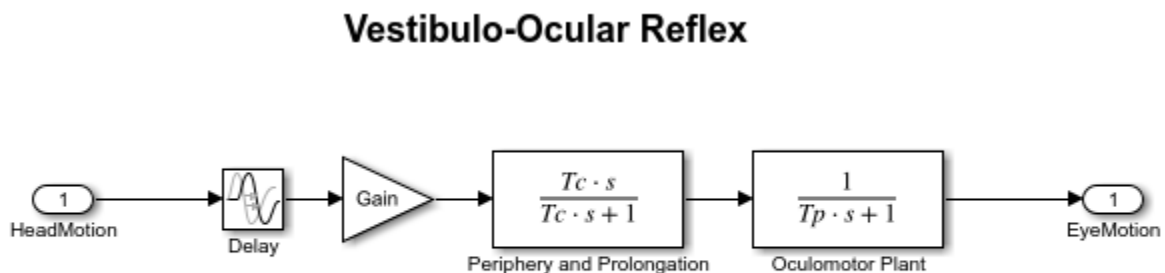 Vestibulo-Ocular Reflex
1
HeadMotion
Delay
Gain
Tc · s
Tc · s + 1
Periphery and Prolongation
1
Tp · s + 1
Oculomotor Plant
1
EyeMotion